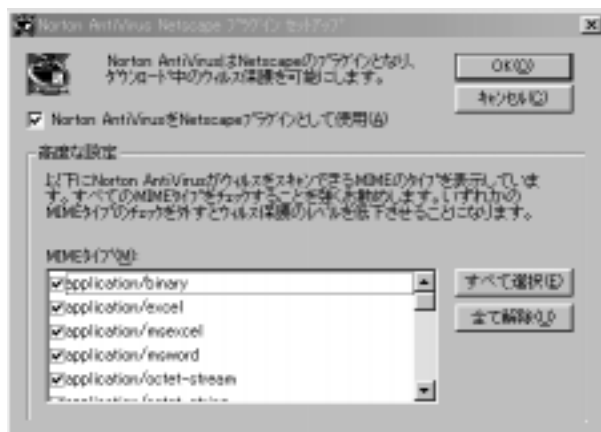 Norton AntiVirus Netscape プラグイン セットアップ
Norton AntiVirusはNetscapeのプラグインとなり、
ダウンロード中のウィルス保護を可能にします。
OK(O)
キャンセル(C)
Norton AntiVirusをNetscapeプラグインとして使用(A)
高度な設定
以下にNorton AntiVirusがウィルスをスキャンできるMIMEのタイプを表示していま
す。すべてのMIMEタイプをチェックすることを強くお勧めします。いずれかの
MIMEタイプのチェックを外すとウィルス保護のレベルを低下させることになります。
MIMEタイプ(M):
application/binary
application/excel
application/msexcel
application/msword
application/octet-stream
すべて選択(E)
全て解除(U)